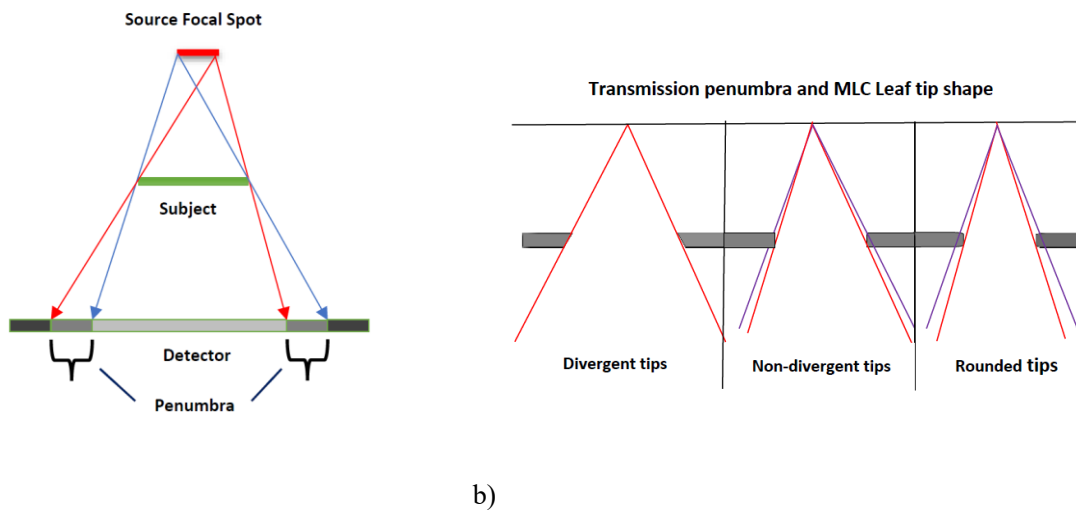 Source Focal Spot
Subject
Detector
Penumbra
Transmission penumbra and MLC Leaf tip shape
Divergent tips
Non-divergent tips
Rounded tips
b)